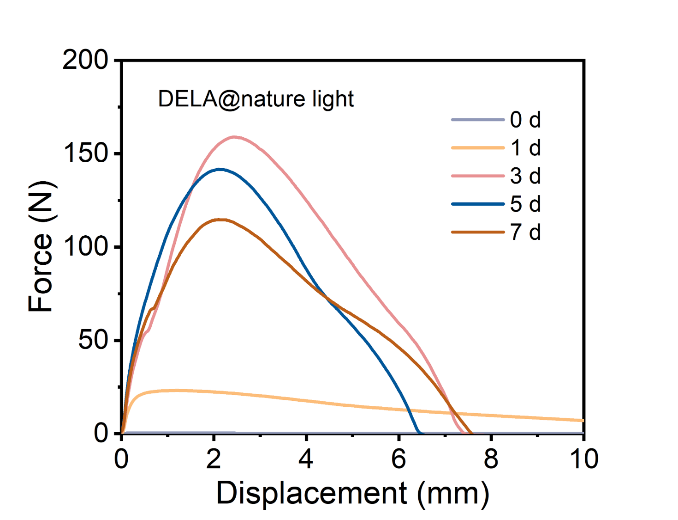 200
150
100
50
0
0 2 4 6 8 10
Force (N)
Displacement (mm)
DELA@nature light
0 d
1 d
3 d
5 d
7 d